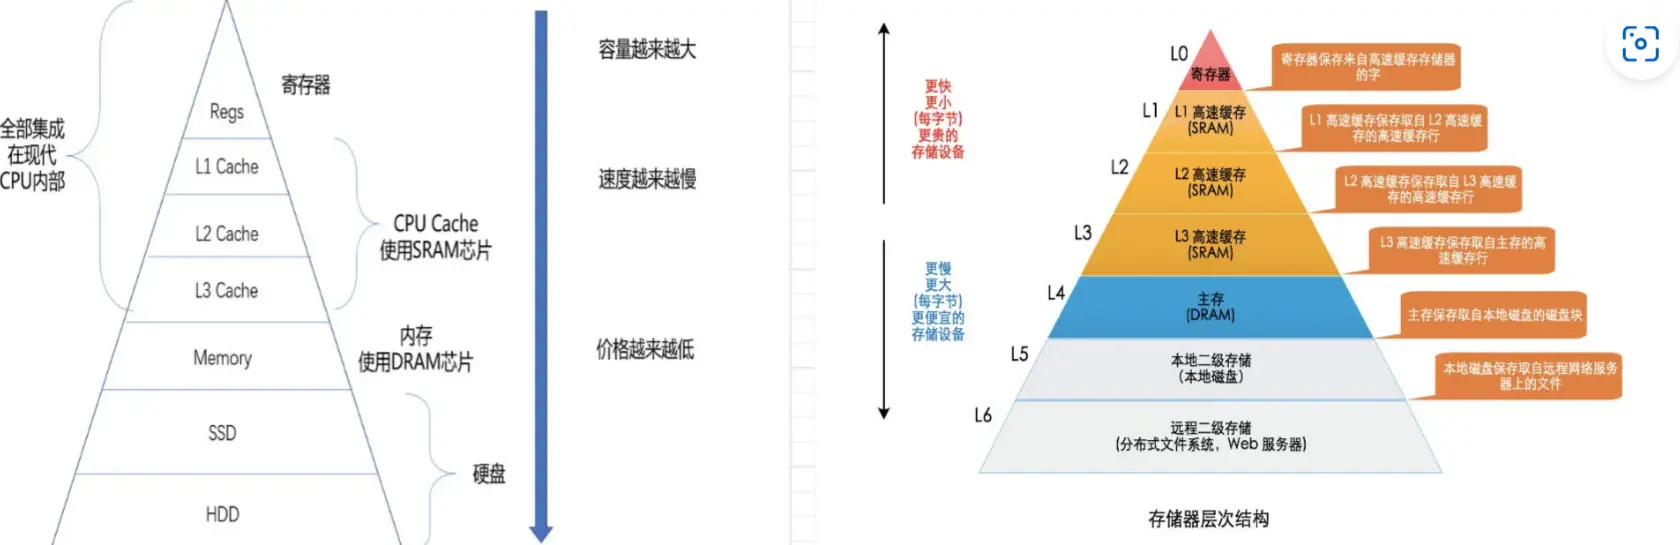 寄存器
Regs
全部集成
在现代
CPU内部
L1 Cache
L2 Cache
L3 Cache
CPU Cache
使用SRAM芯片
Memory
内存
使用DRAM芯片
SSD
HDD
硬盘
容量越来越大
速度越来越慢
价格越来越低
更快
更小
(每字节)
更贵的
存储设备
更慢
更大
(每字节)
更便宜的
存储设备
L0
寄存器
寄存器保存来自高速缓存存储器
的字
L1
L1 高速缓存
(SRAM)
L1 高速缓存保存取自 L2 高速缓
存的高速缓存行
L2
L2 高速缓存
(SRAM)
L2 高速缓存保存取自 L3 高速缓
存的高速缓存行
L3
L3 高速缓存
(SRAM)
L3 高速缓存保存取自主存的高
速缓存行
L4
主存
(DRAM)
主存保存取自本地磁盘的磁盘块
L5
本地二级存储
(本地磁盘)
本地磁盘保存取自远程网络服务
器上的文件
L6
远程二级存储
(分布式文件系统，Web 服务器)
存储器层次结构